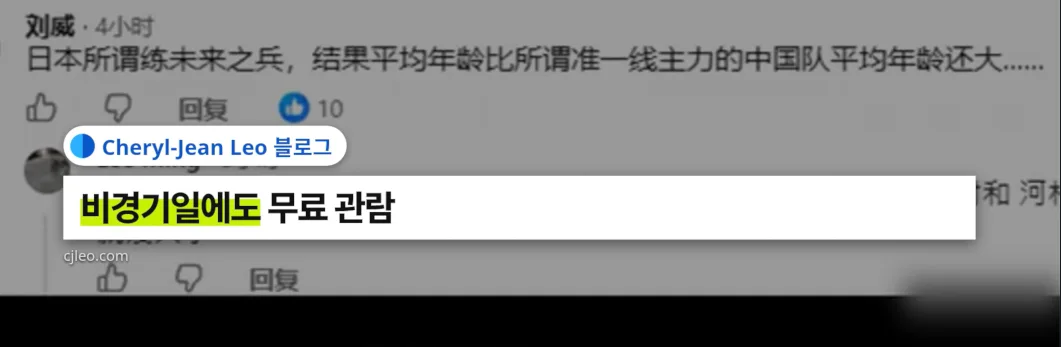 刘威 · 4小时
日本所谓练未来之兵，结果平均年龄比所谓准一线主力的中国队平均年龄还大……
回复 10
Cheryl-Jean Leo 블로그
비경기일에도 무료 관람
和 河
cjleo.com
回复